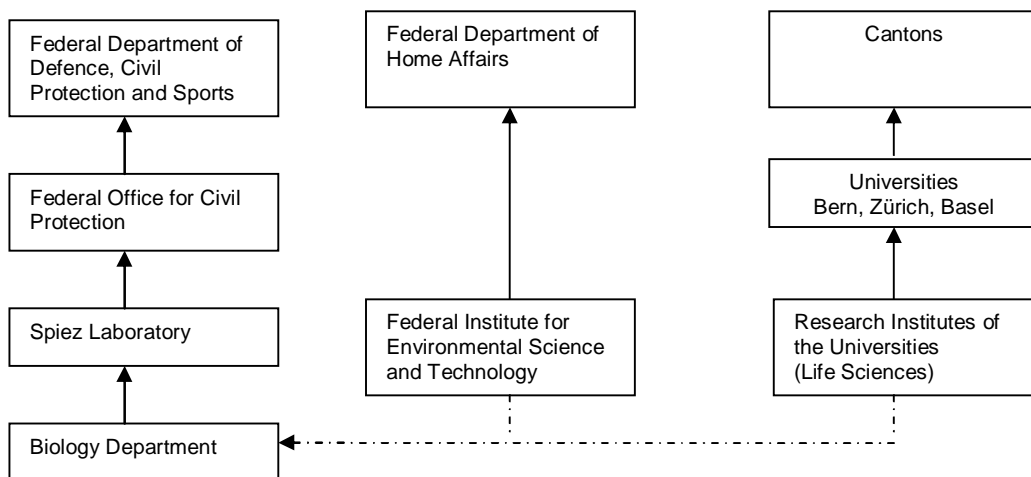 Federal Department of
Defence, Civil
Protection and Sports
Federal Department of
Home Affairs
Cantons
Federal Office for Civil
Protection
Universities
Bern, Zürich, Basel
Spiez Laboratory
Federal Institute for
Environmental Science
and Technology
Research Institutes of
the Universities
(Life Sciences)
Biology Department